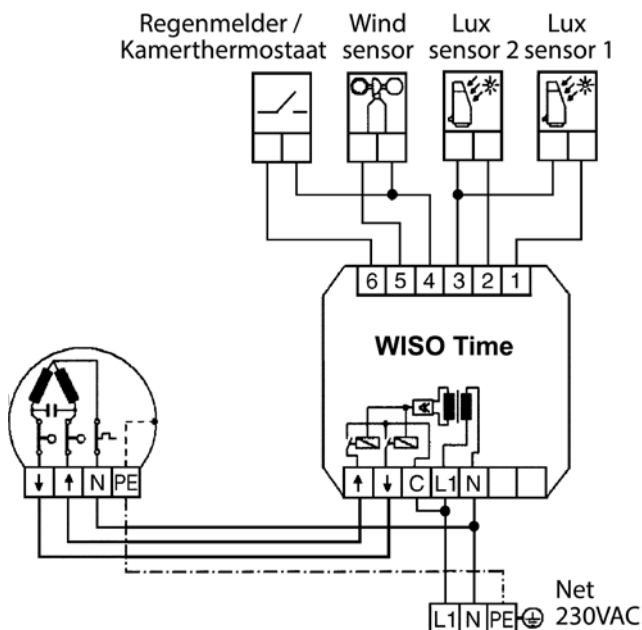 Regenmelder / Kamerthermostaat
Wind sensor
Lux sensor 2
Lux sensor 1
6 5 4 3 2 1
WISO Time
↓ ↑ N PE
↑ ↓ C L1 N
L1 N PE
Net 230VAC